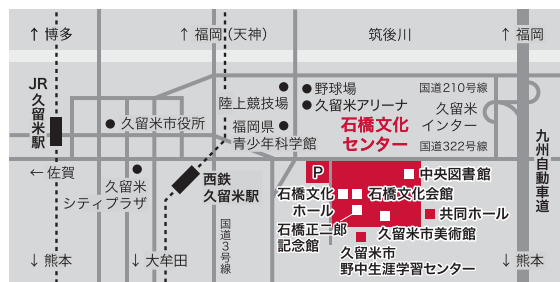 ↑ 博多
↑ 福岡（天神）
筑後川
↑ 福岡
JR
久留米駅
久留米市役所
陸上競技場
野球場
久留米アリーナ
福岡県
青少年科学館
国道210号線
久留米
インター
国道322号線
石橋文化
センター
九州自動車道
← 佐賀
久留米
シティプラザ
西鉄
久留米駅
P
中央図書館
石橋文化
ホール
石橋文化会館
石橋正二郎
記念館
共同ホール
久留米市美術館
久留米市
野中生涯学習センター
国道3号線
↓ 熊本
↓ 大牟田
↓ 熊本